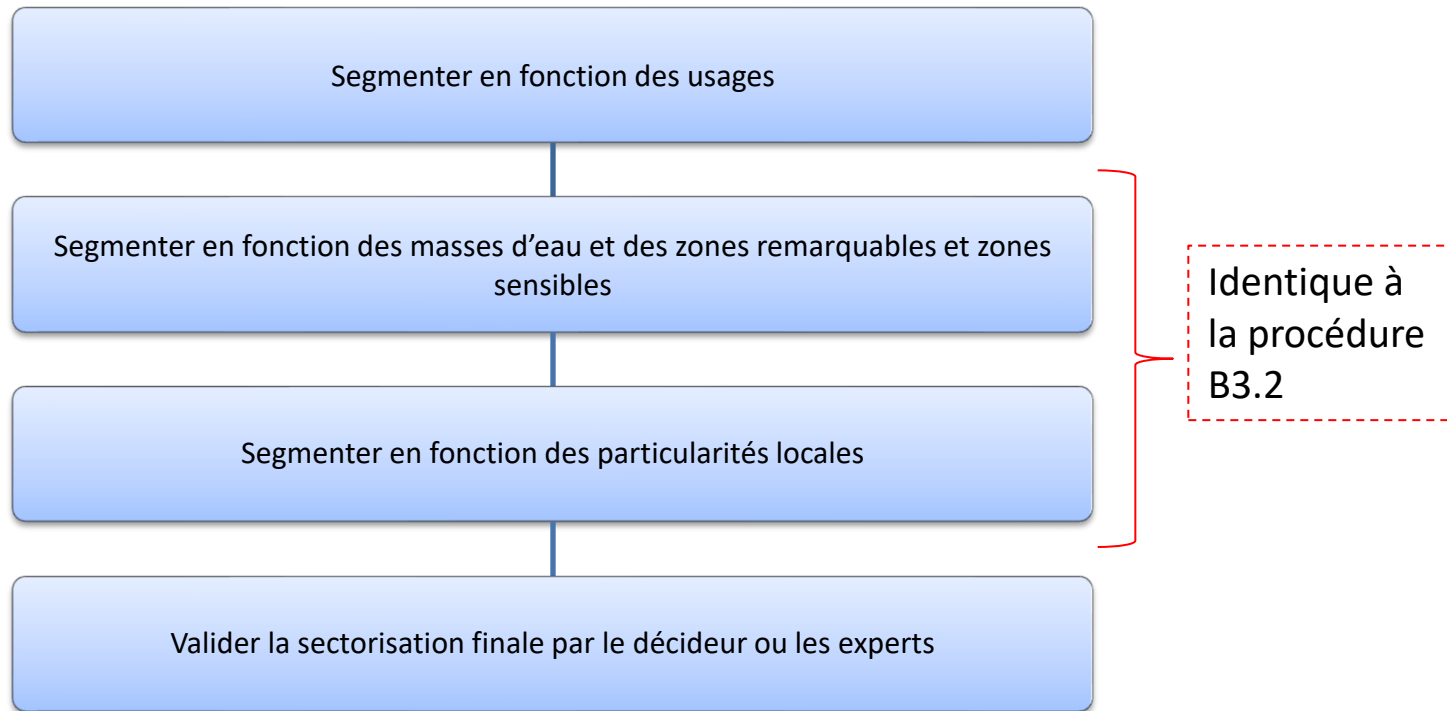 Segmenter en fonction des usages
Segmenter en fonction des masses d’eau et des zones remarquables et zones
sensibles
Identique à
la procédure
B3.2
Segmenter en fonction des particularités locales
Valider la sectorisation finale par le décideur ou les experts